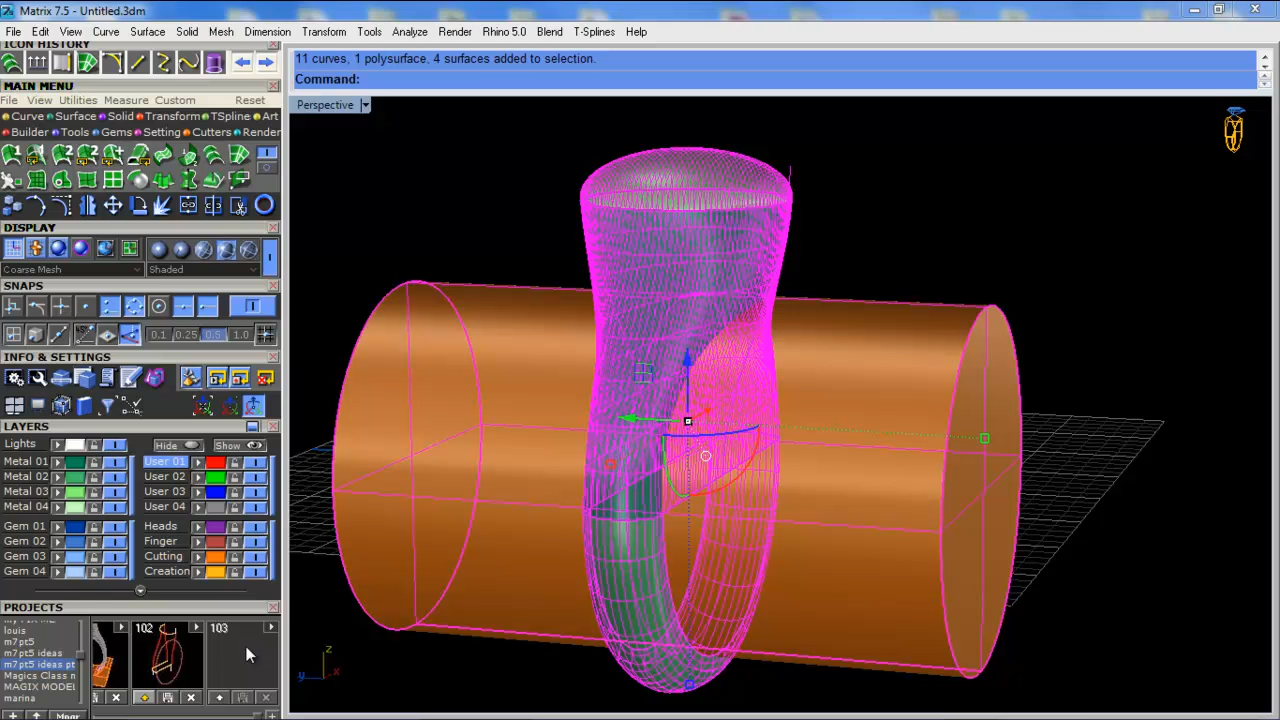 Matrix 7.5 - Untitled.3dm
File Edit View Curve Surface Solid Mesh Dimension Transform Tools Analyze Render Rhino 5.0 Blend T-Splines Help
ICON HISTORY
11 curves, 1 polysurface, 4 surfaces added to selection.
Command:
MAIN MENU
File View Utilities Measure Custom Reset
Curve Surface Solid Transform TSpline Art
Builder Tools Gems Setting Cutters Render
Perspective
DISPLAY
Coarse Mesh Shaded
SNAPS
0.1 0.25 0.5 1.0
INFO & SETTINGS
LAYERS
Lights Hide Show
Metal 01 User 01
Metal 02 User 02
Metal 03 User 03
Metal 04 User 04
Gem 01 Heads
Gem 02 Finger
Gem 03 Cutting
Gem 04 Creation
PROJECTS
louis
m7pt5
m7pt5 ideas
m7pt5 ideas pt
Magics Class n
MAGIX MODEL
marina
102 103
z
y x